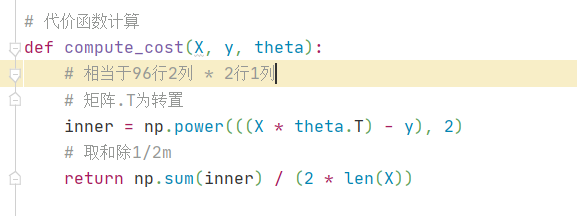 # 代价函数计算
def compute_cost(X, y, theta):
# 相当于96行2列 * 2行1列
# 矩阵.T为转置
inner = np.power(((X * theta.T) - y), 2)
# 取和除1/2m
return np.sum(inner) / (2 * len(X))